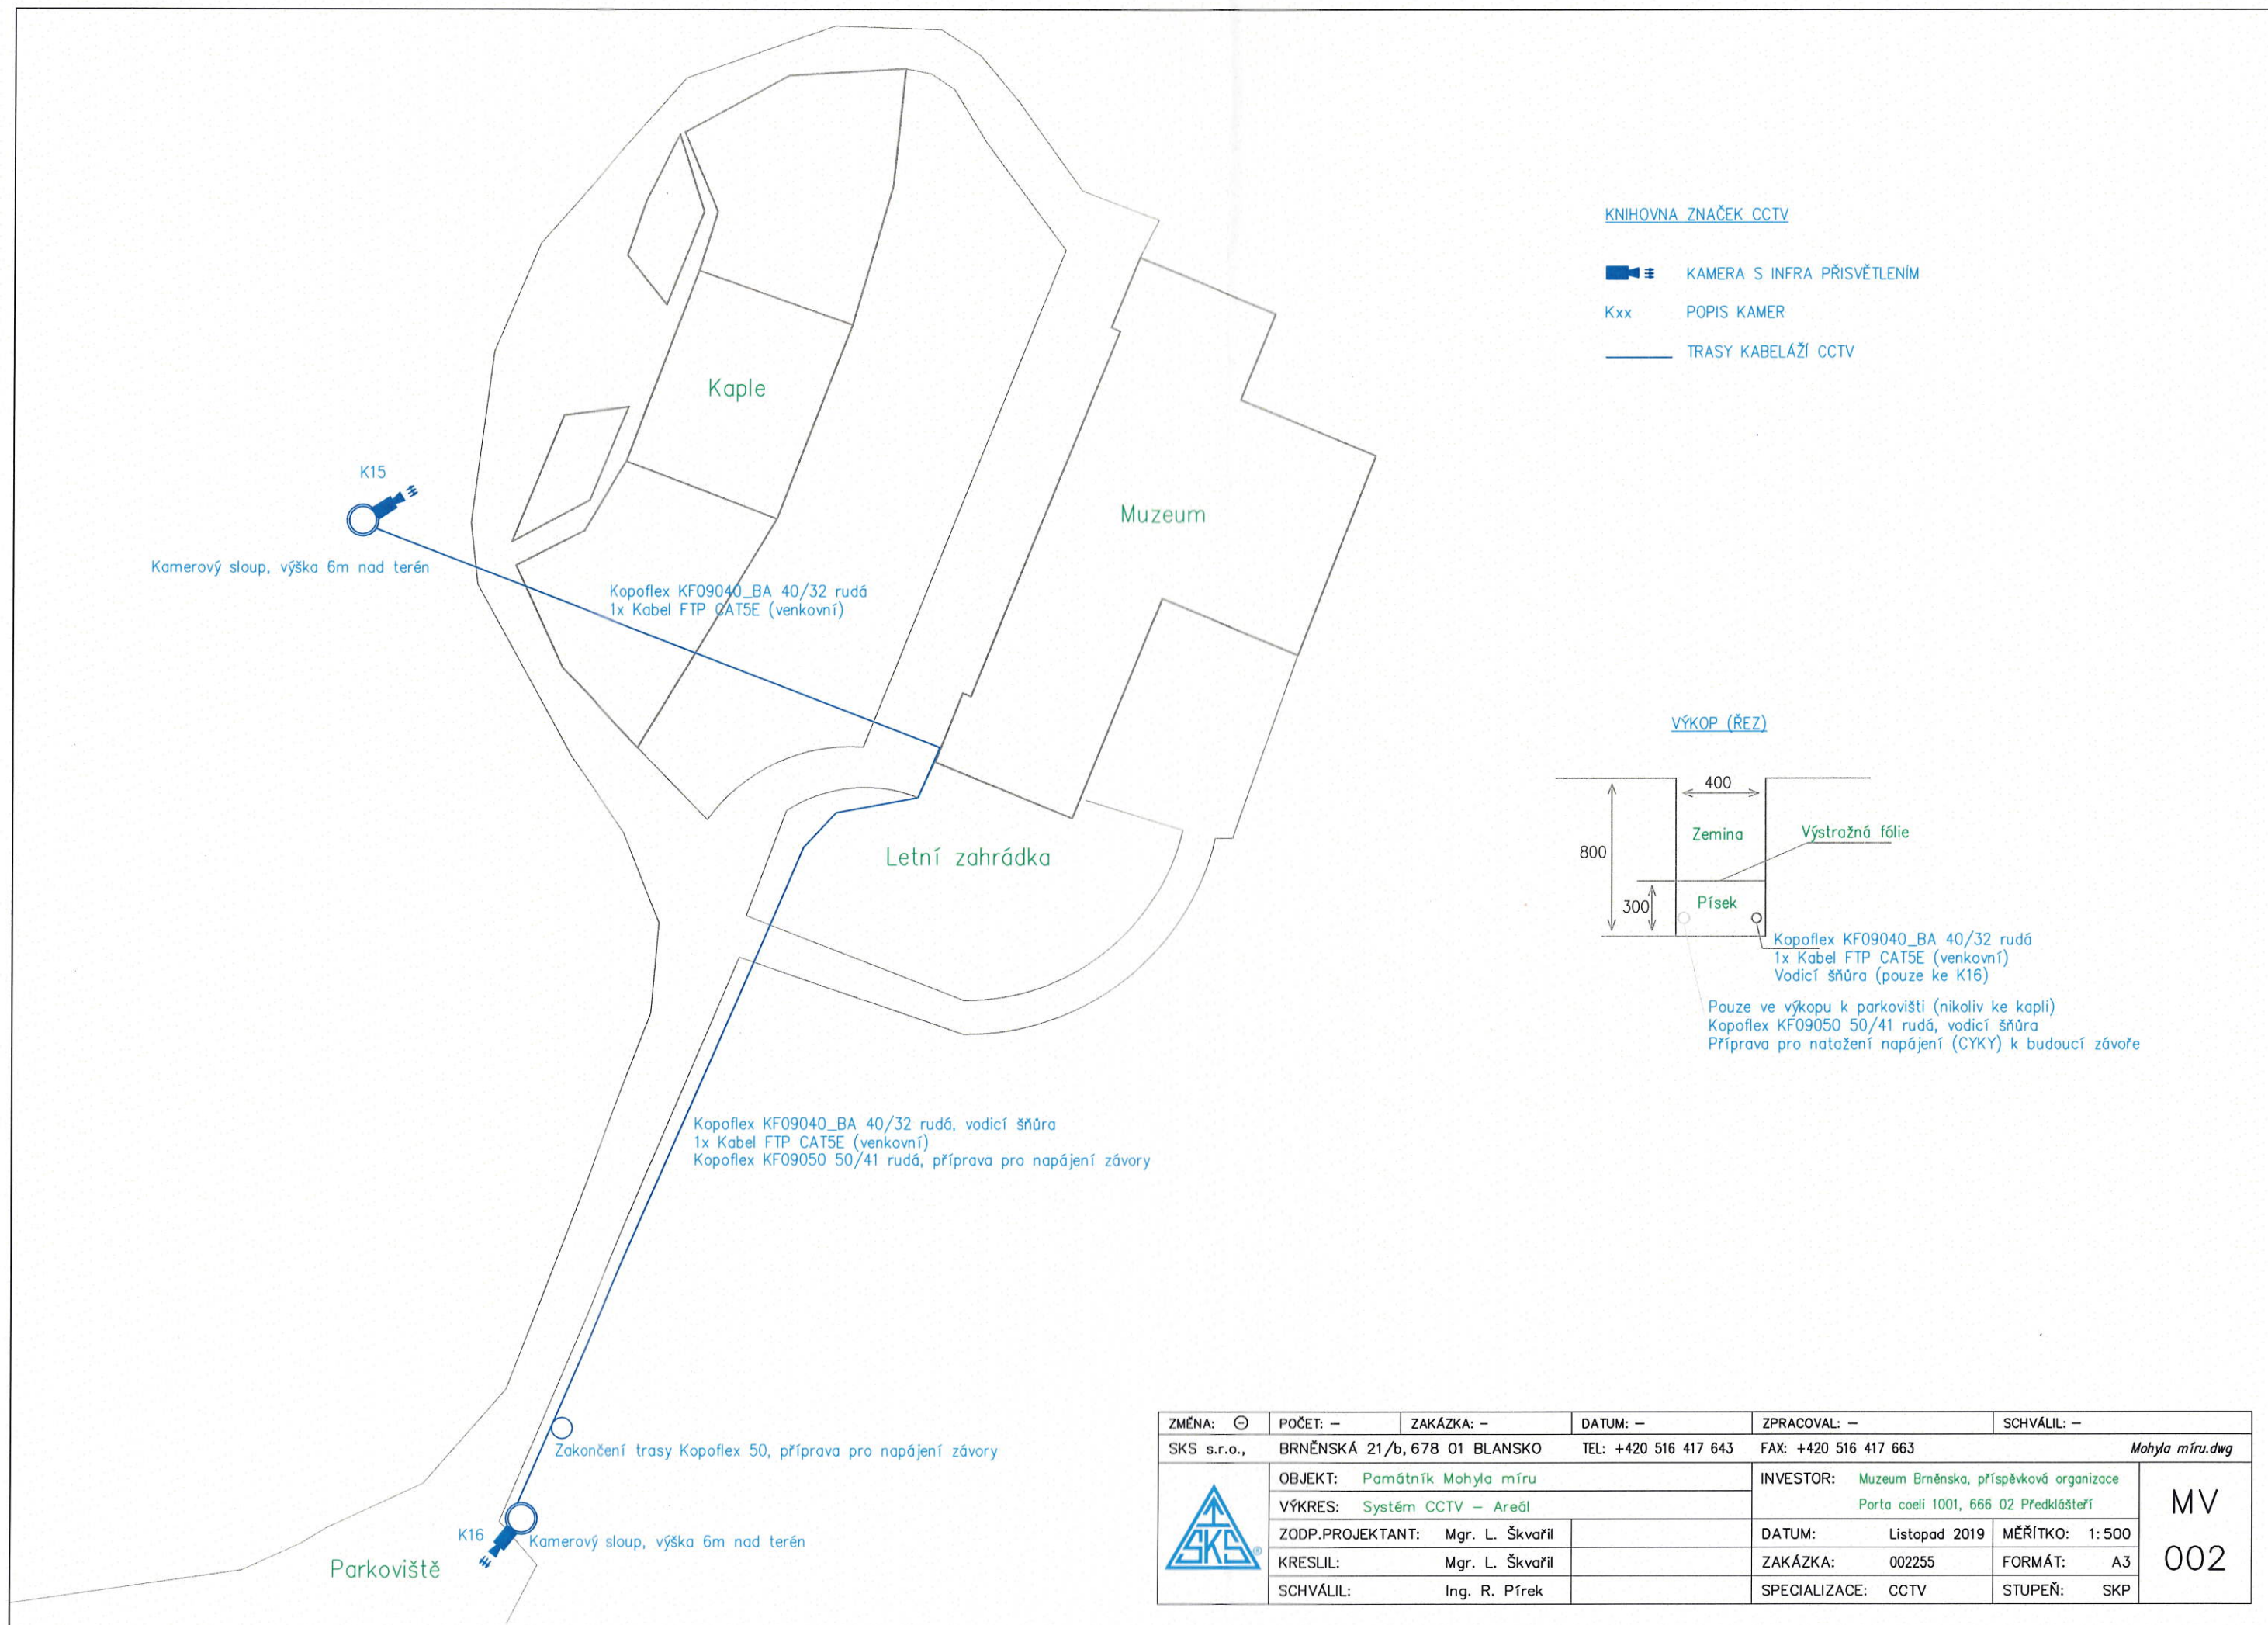 KNIHOVNA ZNAČEK CCTV
KAMERA S INFRA PŘISVĚTLENÍM
Kxx POPIS KAMER
TRASY KABELÁŽÍ CCTV
Kaple
Muzeum
K15
Kamerový sloup, výška 6m nad terén
Kopoflex KF09040_BA 40/32 rudá
1x Kabel FTP CAT5E (venkovní)
Letní zahrádka
VÝKOP (ŘEZ)
400
Zemina
Výstražná fólie
800
300
Písek
Kopoflex KF09040_BA 40/32 rudá
1x Kabel FTP CAT5E (venkovní)
Vodicí šňůra (pouze ke K16)
Pouze ve výkopu k parkovišti (nikoliv ke kapli)
Kopoflex KF09050 50/41 rudá, vodicí šňůra
Příprava pro natažení napájení (CYKY) k budoucí závoře
Kopoflex KF09040_BA 40/32 rudá, vodicí šňůra
1x Kabel FTP CAT5E (venkovní)
Kopoflex KF09050 50/41 rudá, příprava pro napájení závory
Zakončení trasy Kopoflex 50, příprava pro napájení závory
K16
Kamerový sloup, výška 6m nad terén
Parkoviště
ZMĚNA: POČET: – ZAKÁZKA: – DATUM: – ZPRACOVAL: – SCHVÁLIL: –
SKS s.r.o., BRNĚNSKÁ 21/b, 678 01 BLANSKO TEL: +420 516 417 643 FAX: +420 516 417 663 Mohyla míru.dwg
SKS®
OBJEKT: Památník Mohyla míru
VÝKRES: Systém CCTV – Areál
INVESTOR: Muzeum Brněnska, příspěvková organizace
Porta coeli 1001, 666 02 Předklášteří
ZODP.PROJEKTANT: Mgr. L. Škvařil
DATUM: Listopad 2019 MĚŘÍTKO: 1:500
KRESLIL: Mgr. L. Škvařil
ZAKÁZKA: 002255 FORMÁT: A3
SCHVÁLIL: Ing. R. Pírek
SPECIALIZACE: CCTV STUPEŇ: SKP
MV
002